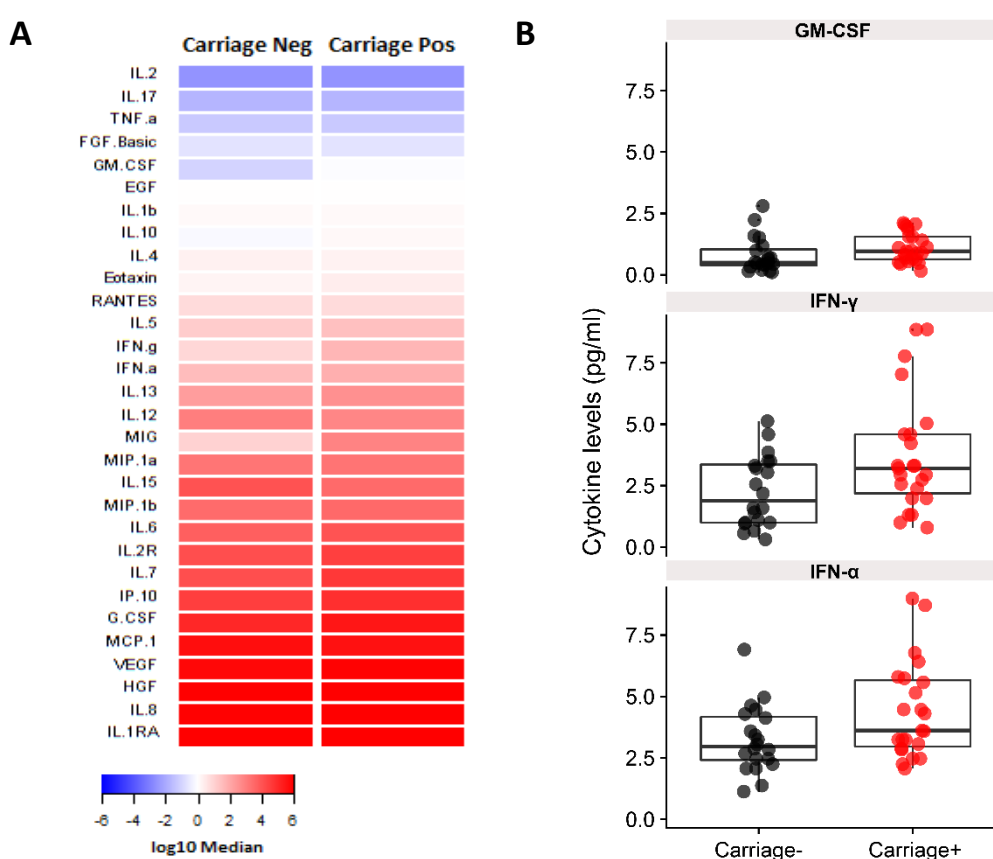 A
Carriage Neg Carriage Pos
IL.2
IL.17
TNF.a
FGF.Basic
GM.CSF
EGF
IL.1b
IL.10
IL.4
Eotaxin
RANTES
IL.5
IFN.g
IFN.a
IL.13
IL.12
MIG
MIP.1a
IL.15
MIP.1b
IL.6
IL.2R
IL.7
IP.10
G.CSF
MCP.1
VEGF
HGF
IL.8
IL.1RA
-6 -4 -2 0 2 4 6
log10 Median
B
Cytokine levels (pg/ml)
GM-CSF
7.5
5.0
2.5
0.0
IFN-γ
7.5
5.0
2.5
0.0
IFN-α
7.5
5.0
2.5
0.0
Carriage- Carriage+